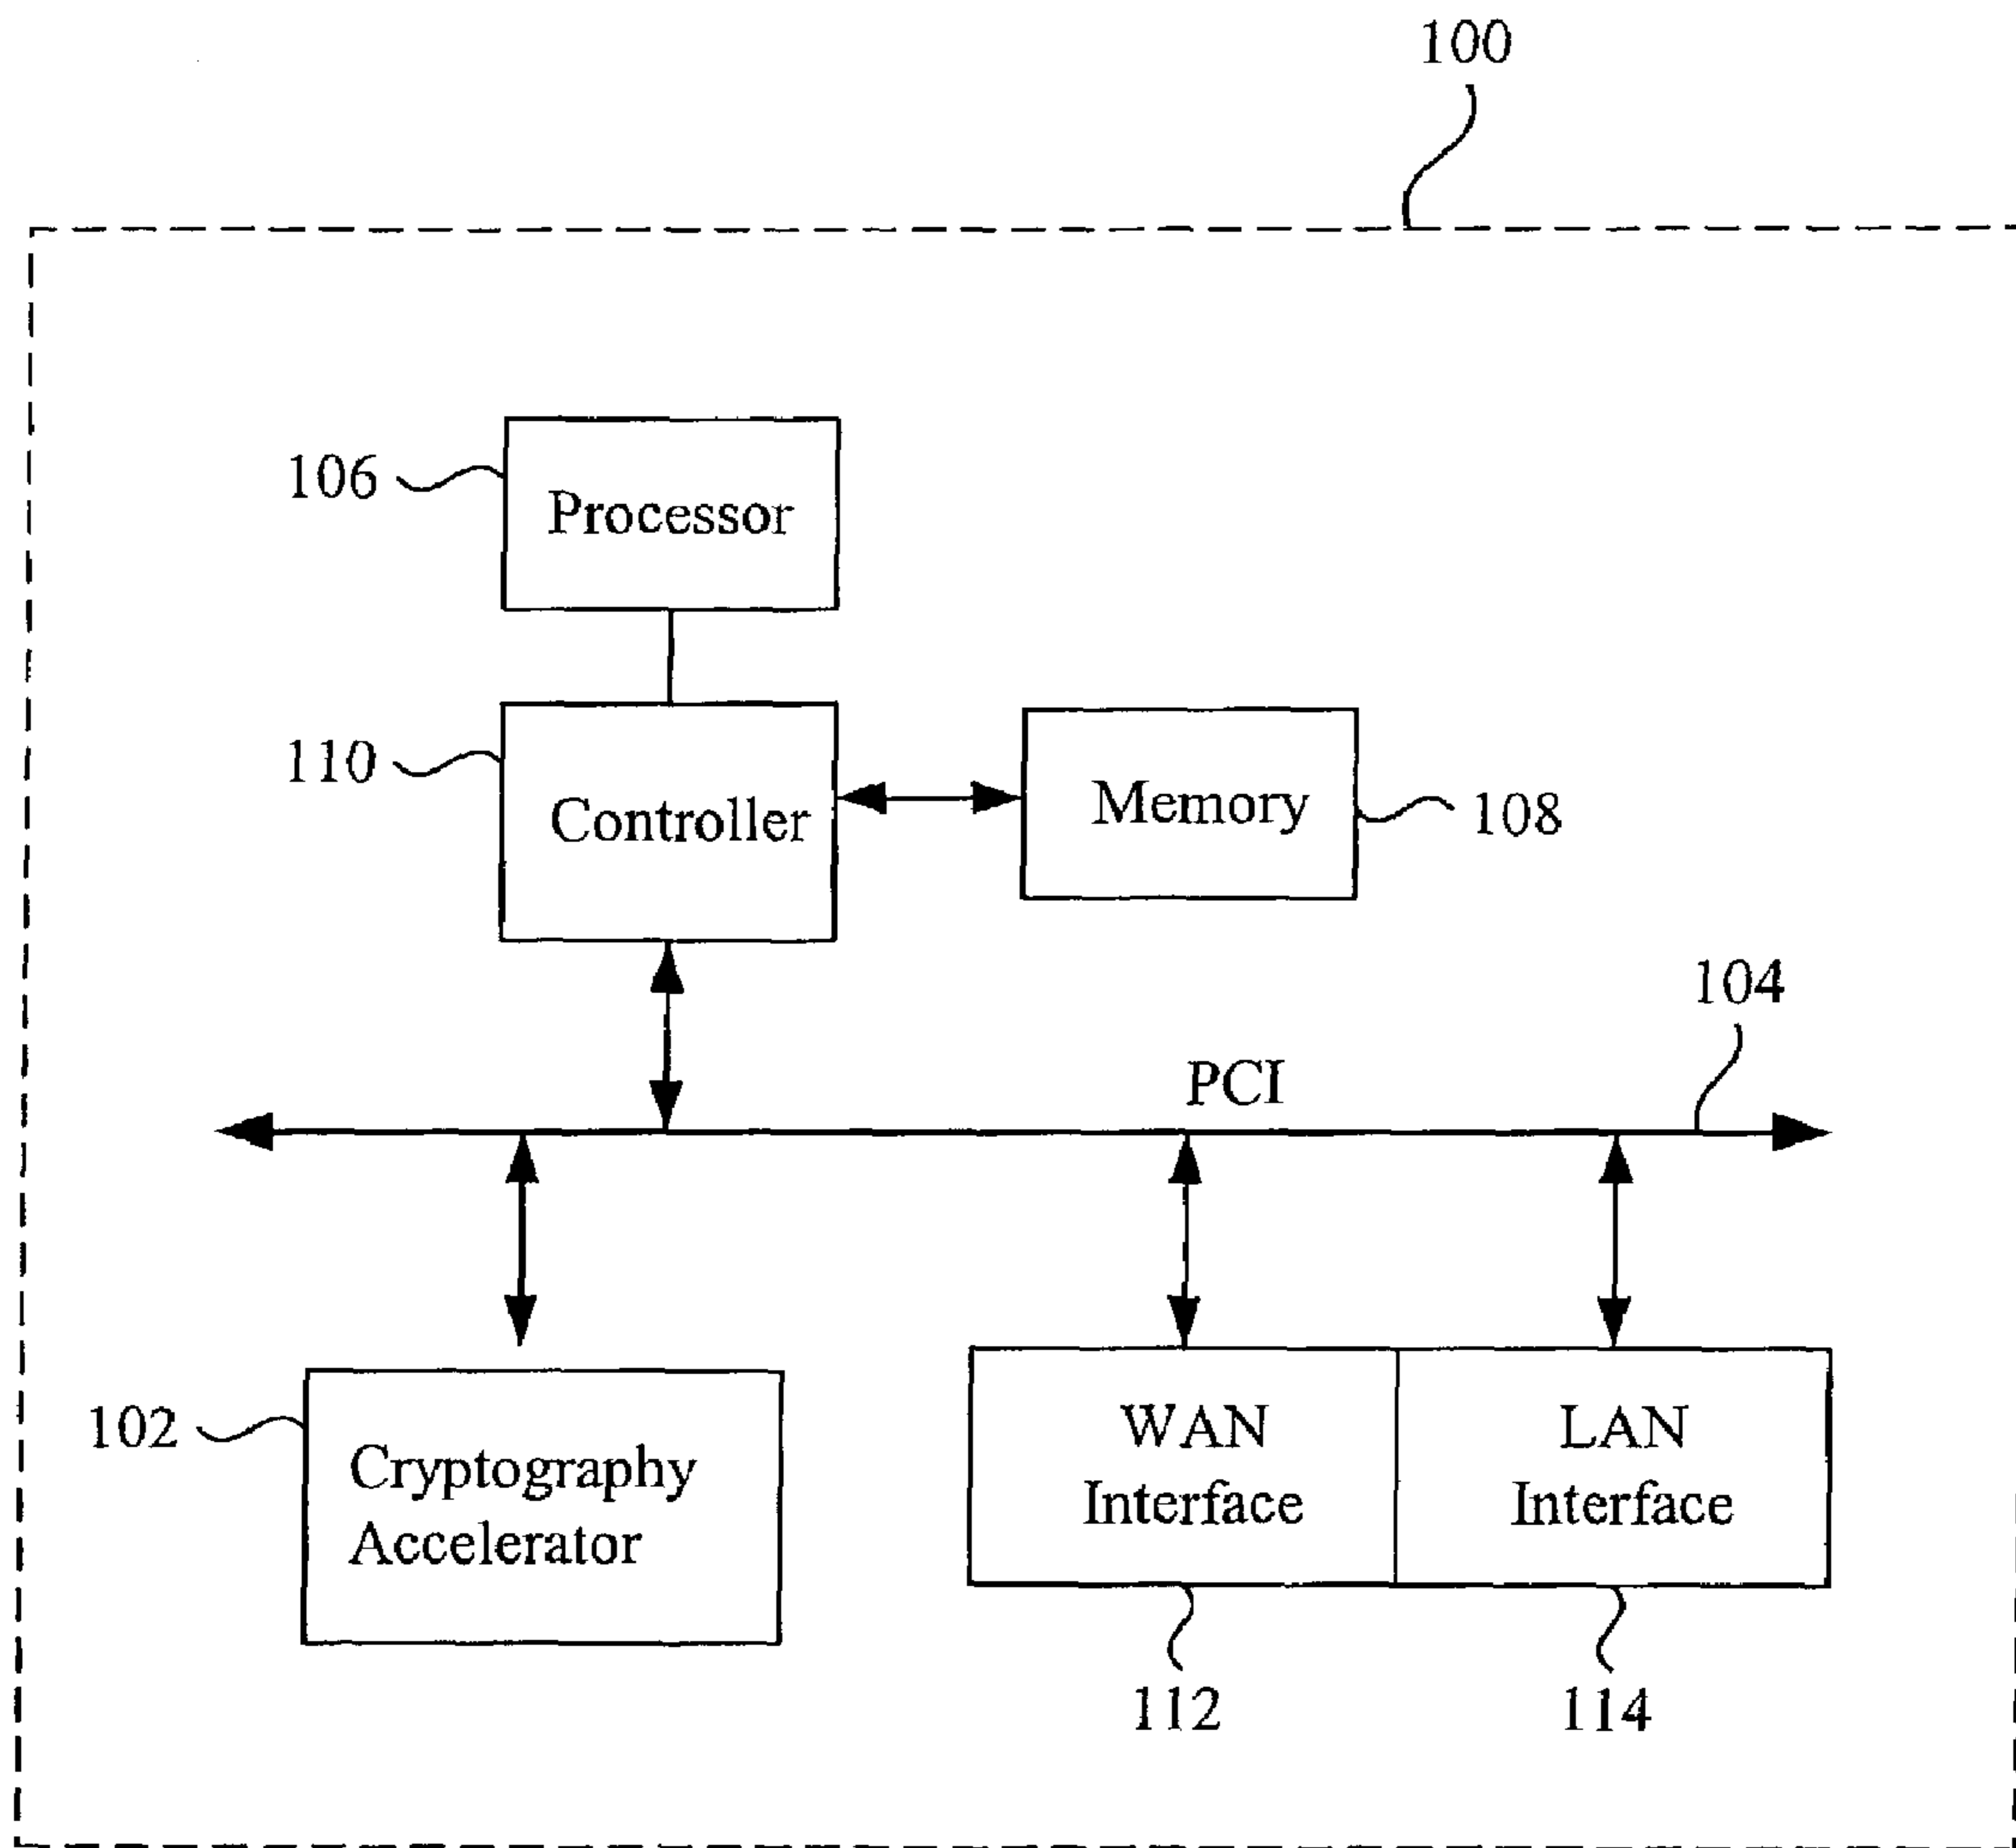 100
106
Processor
110
Controller
Memory
108
104
PCI
102
Cryptography
Accelerator
WAN
Interface
LAN
Interface
112
114